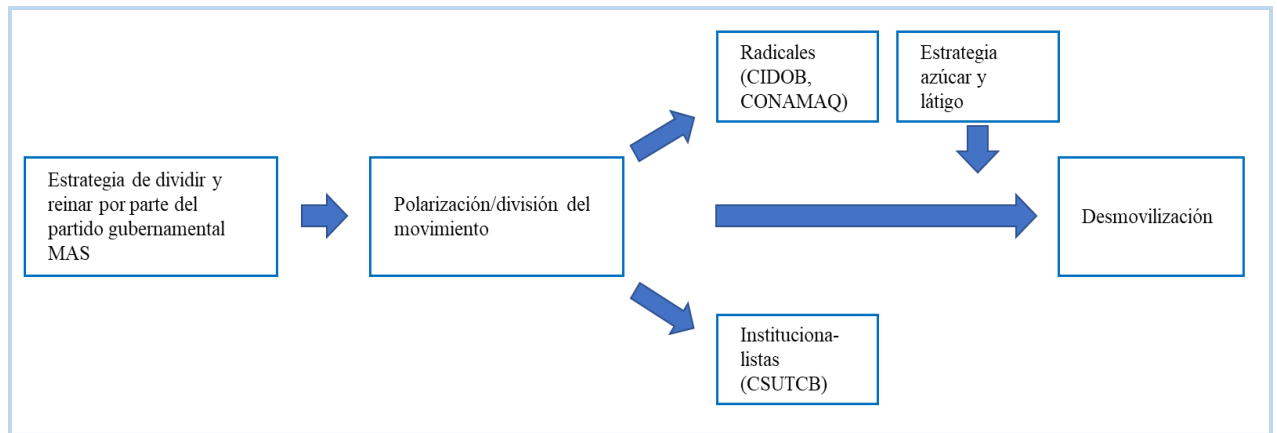 Estrategia de dividir y
reinar por parte del
partido gubernamental
MAS
Polarización/división del
movimiento
Radicales
(CIDOB,
CONAMAQ)
Estrategia
azúcar y
látigo
Instituciona-
listas
(CSUTCB)
Desmovilización